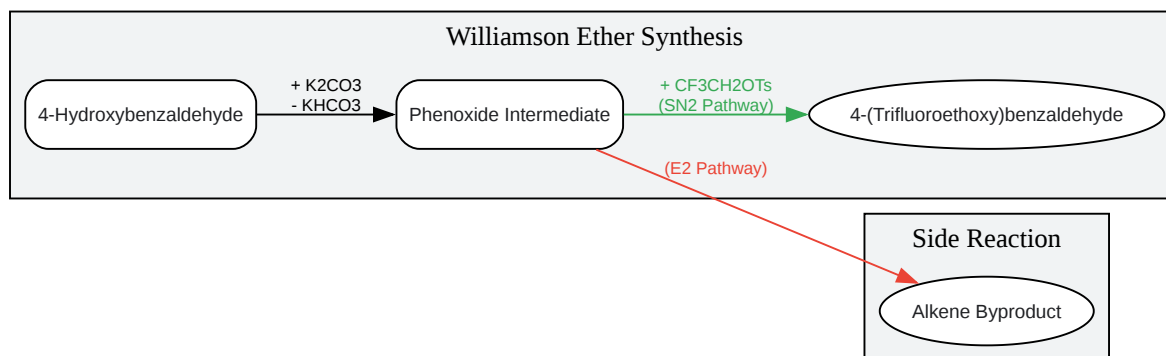 Williamson Ether Synthesis
4-Hydroxybenzaldehyde
+ K2CO3
- KHCO3
Phenoxide Intermediate
+ CF3CH2OTs
(SN2 Pathway)
4-(Trifluoroethoxy)benzaldehyde
(E2 Pathway)
Side Reaction
Alkene Byproduct